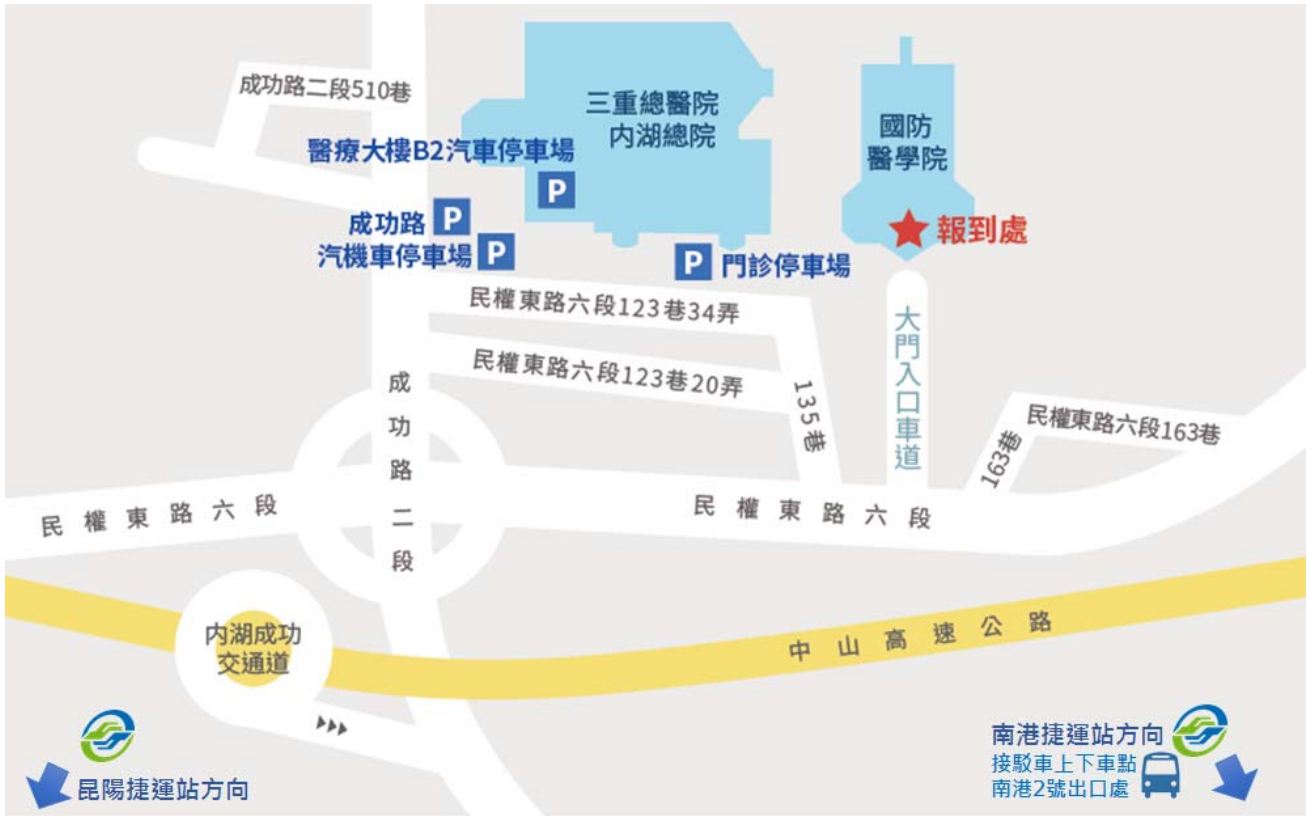 成功路二段510巷
三重總醫院
内湖總院
國防
醫學院
醫療大樓B2汽車停車場
P
成功路
P
汽機車停車場
P
P
門診停車場
報到處
民權東路六段123巷34弄
民權東路六段123巷20弄
135巷
大門入口車道
163巷
民權東路六段163巷
成功路二段
民權東路六段
民權東路六段
内湖成功
交通道
中山高速公路
昆陽捷運站方向
南港捷運站方向
接駁車上下車點
南港2號出口處